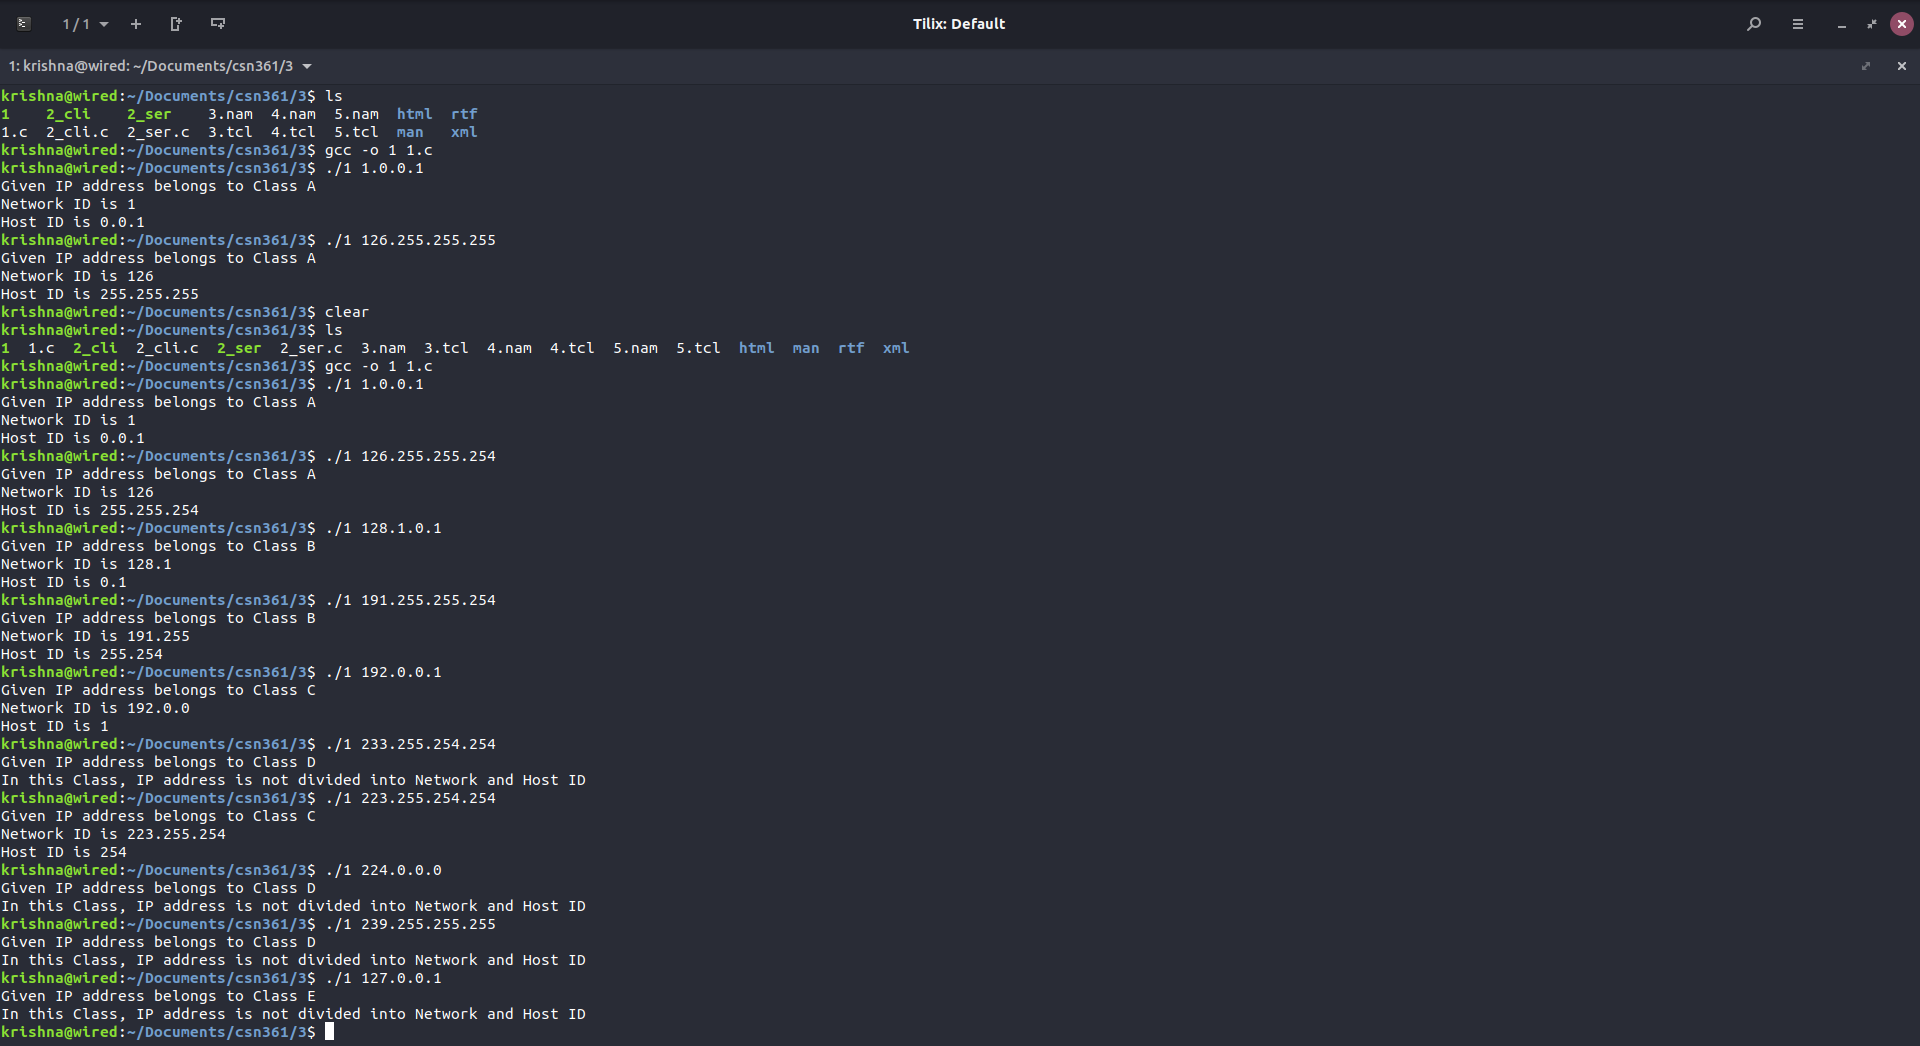 1 / 1
Tilix: Default
1: krishna@wired: ~/Documents/csn361/3
krishna@wired:~/Documents/csn361/3$ ls
1    2_cli    2_ser    3.nam  4.nam  5.nam  html  rtf
1.c  2_cli.c  2_ser.c  3.tcl  4.tcl  5.tcl  man   xml
krishna@wired:~/Documents/csn361/3$ gcc -o 1 1.c
krishna@wired:~/Documents/csn361/3$ ./1 1.0.0.1
Given IP address belongs to Class A
Network ID is 1
Host ID is 0.0.1
krishna@wired:~/Documents/csn361/3$ ./1 126.255.255.255
Given IP address belongs to Class A
Network ID is 126
Host ID is 255.255.255
krishna@wired:~/Documents/csn361/3$ clear
krishna@wired:~/Documents/csn361/3$ ls
1  1.c  2_cli  2_cli.c  2_ser  2_ser.c  3.nam  3.tcl  4.nam  4.tcl  5.nam  5.tcl  html  man  rtf  xml
krishna@wired:~/Documents/csn361/3$ gcc -o 1 1.c
krishna@wired:~/Documents/csn361/3$ ./1 1.0.0.1
Given IP address belongs to Class A
Network ID is 1
Host ID is 0.0.1
krishna@wired:~/Documents/csn361/3$ ./1 126.255.255.254
Given IP address belongs to Class A
Network ID is 126
Host ID is 255.255.254
krishna@wired:~/Documents/csn361/3$ ./1 128.1.0.1
Given IP address belongs to Class B
Network ID is 128.1
Host ID is 0.1
krishna@wired:~/Documents/csn361/3$ ./1 191.255.255.254
Given IP address belongs to Class B
Network ID is 191.255
Host ID is 255.254
krishna@wired:~/Documents/csn361/3$ ./1 192.0.0.1
Given IP address belongs to Class C
Network ID is 192.0.0
Host ID is 1
krishna@wired:~/Documents/csn361/3$ ./1 233.255.254.254
Given IP address belongs to Class D
In this Class, IP address is not divided into Network and Host ID
krishna@wired:~/Documents/csn361/3$ ./1 223.255.254.254
Given IP address belongs to Class C
Network ID is 223.255.254
Host ID is 254
krishna@wired:~/Documents/csn361/3$ ./1 224.0.0.0
Given IP address belongs to Class D
In this Class, IP address is not divided into Network and Host ID
krishna@wired:~/Documents/csn361/3$ ./1 239.255.255.255
Given IP address belongs to Class D
In this Class, IP address is not divided into Network and Host ID
krishna@wired:~/Documents/csn361/3$ ./1 127.0.0.1
Given IP address belongs to Class E
In this Class, IP address is not divided into Network and Host ID
krishna@wired:~/Documents/csn361/3$